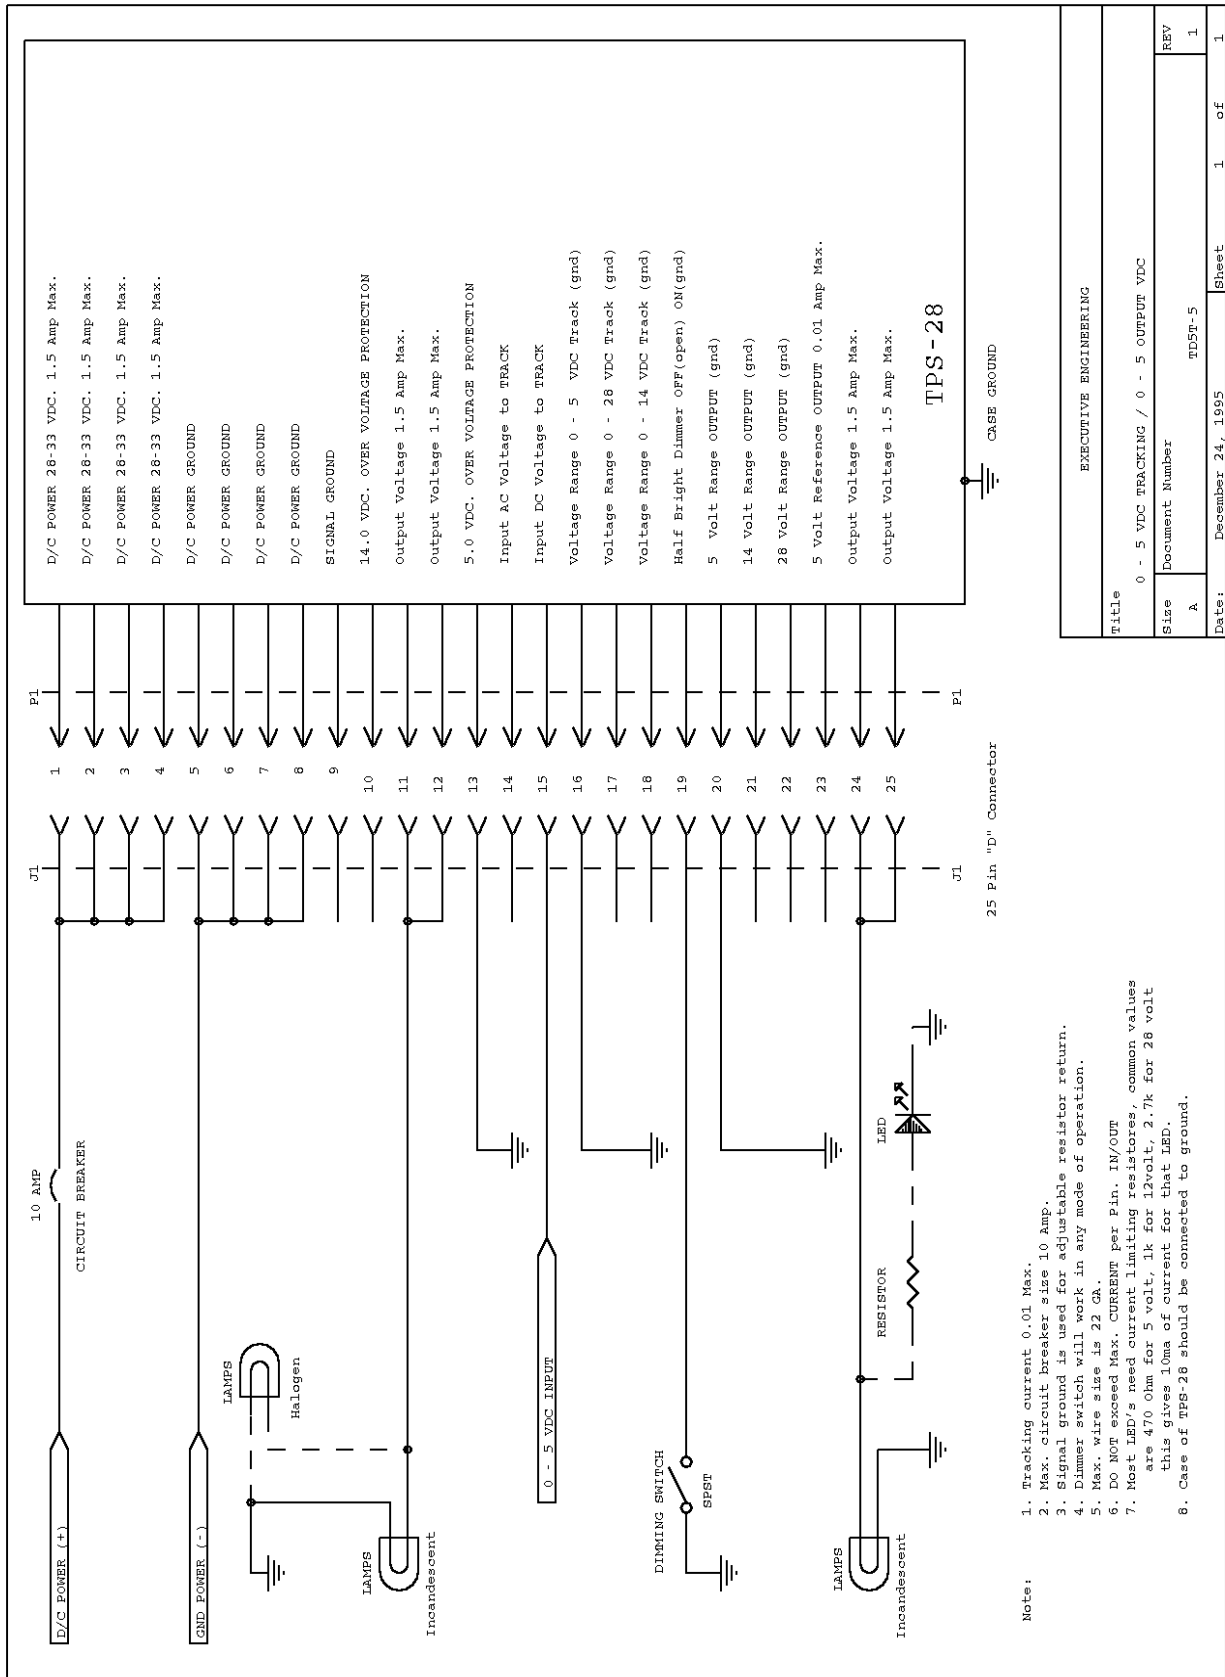 D/C POWER (+)
10 AMP
CIRCUIT BREAKER
GND POWER (-)
LAMPS
Halogen
LAMPS
Incandescent
0 - 5 VDC INPUT
DIMMING SWITCH
SPST
LAMPS
Incandescent
RESISTOR
LED
J1
P1
1
2
3
4
5
6
7
8
9
10
11
12
13
14
15
16
17
18
19
20
21
22
23
24
25
J1
P1
25 Pin "D" Connector
D/C POWER 28-33 VDC. 1.5 Amp Max.
D/C POWER 28-33 VDC. 1.5 Amp Max.
D/C POWER 28-33 VDC. 1.5 Amp Max.
D/C POWER 28-33 VDC. 1.5 Amp Max.
D/C POWER GROUND
D/C POWER GROUND
D/C POWER GROUND
D/C POWER GROUND
SIGNAL GROUND
14.0 VDC. OVER VOLTAGE PROTECTION
Output Voltage 1.5 Amp Max.
Output Voltage 1.5 Amp Max.
5.0 VDC. OVER VOLTAGE PROTECTION
Input AC Voltage to TRACK
Input DC Voltage to TRACK
Voltage Range 0 - 5 VDC Track (gnd)
Voltage Range 0 - 28 VDC Track (gnd)
Voltage Range 0 - 14 VDC Track (gnd)
Half Bright Dimmer OFF(open) ON(gnd)
5 Volt Range OUTPUT (gnd)
14 Volt Range OUTPUT (gnd)
28 Volt Range OUTPUT (gnd)
5 Volt Reference OUTPUT 0.01 Amp Max.
Output Voltage 1.5 Amp Max.
Output Voltage 1.5 Amp Max.
TPS-28
CASE GROUND
Note:
1. Tracking current 0.01 Max.
2. Max. circuit breaker size 10 Amp.
3. Signal ground is used for adjustable resistor return.
4. Dimmer switch will work in any mode of operation.
5. Max. wire size is 22 GA.
6. DO NOT exceed Max. CURRENT per Pin. IN/OUT
7. Most LED's need current limiting resistores, common values
are 470 Ohm for 5 volt, 1k for 12volt, 2.7k for 28 volt
this gives 10ma of current for that LED.
8. Case of TPS-28 should be connected to ground.
EXECUTIVE ENGINEERING
Title
0 - 5 VDC TRACKING / 0 - 5 OUTPUT VDC
Size Document Number REV
A TD5T-5 1
Date: December 24, 1995 Sheet 1 of 1